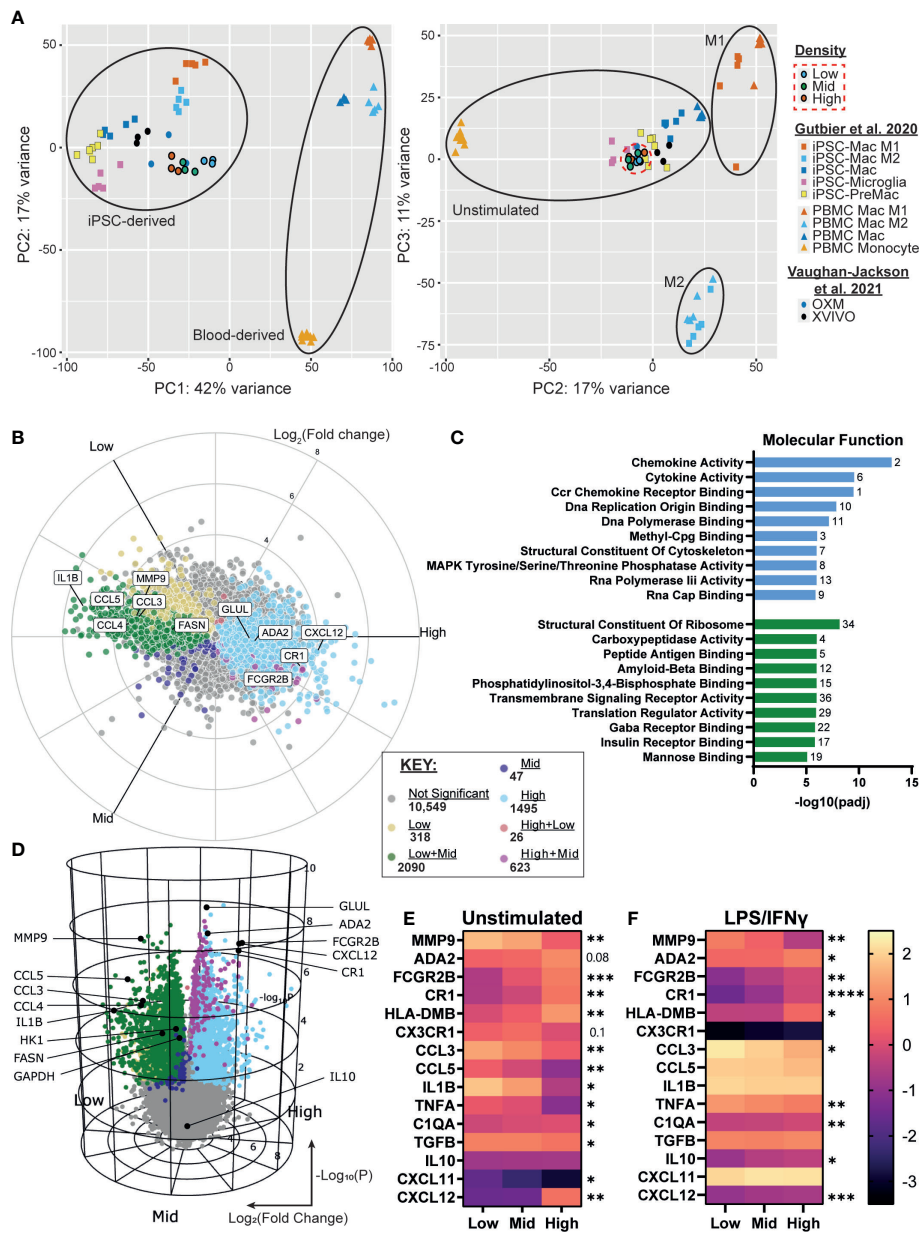 A
50
0
-50
-100
PC2: 17% variance
iPSC-derived
Blood-derived
-100
-50
0
50
100
PC1: 42% variance
50
25
0
-25
-50
-75
PC3: 11% variance
M1
Unstimulated
M2
-100
-50
0
50
PC2: 17% variance
Density
Low
Mid
High
Gutbier et al. 2020
iPSC-Mac M1
iPSC-Mac M2
iPSC-Mac
iPSC-Microglia
iPSC-PreMac
PBMC Mac M1
PBMC Mac M2
PBMC Mac
PBMC Monocyte
Vaughan-Jackson
et al. 2021
OXM
XVIVO
B
Low
Log2(Fold change)
8
6
4
IL1B
MMP9
CCL5
CCL3
CCL4
FASN
GLUL
ADA2
CXCL12
High
CR1
FCGR2B
Mid
KEY:
Not Significant
10,549
Low
318
Low+Mid
2090
Mid
47
High
1495
High+Low
26
High+Mid
623
C
Molecular Function
Chemokine Activity 2
Cytokine Activity 6
Ccr Chemokine Receptor Binding 1
Dna Replication Origin Binding 10
Dna Polymerase Binding 11
Methyl-Cpg Binding 3
Structural Constituent Of Cytoskeleton 7
MAPK Tyrosine/Serine/Threonine Phosphatase Activity 8
Rna Polymerase Iii Activity 13
Rna Cap Binding 9
Structural Constituent Of Ribosome 34
Carboxypeptidase Activity 4
Peptide Antigen Binding 5
Amyloid-Beta Binding 12
Phosphatidylinositol-3,4-Bisphosphate Binding 15
Transmembrane Signaling Receptor Activity 36
Translation Regulator Activity 29
Gaba Receptor Binding 22
Insulin Receptor Binding 17
Mannose Binding 19
0 5 10 15
-log10(padj)
D
10
8
6
4
2
-log10P
MMP9
CCL5
CCL3
CCL4
IL1B
HK1
FASN
GAPDH
GLUL
ADA2
FCGR2B
CXCL12
CR1
IL10
Low
High
4
6
8
Mid
-Log10(P)
Log2(Fold Change)
E
Unstimulated
MMP9 **
ADA2 0.08
FCGR2B ***
CR1 **
HLA-DMB **
CX3CR1 0.1
CCL3 **
CCL5 **
IL1B *
TNFA *
C1QA *
TGFB *
IL10
CXCL11 *
CXCL12 **
Low Mid High
F
LPS/IFNγ
MMP9 **
ADA2 *
FCGR2B **
CR1 ****
HLA-DMB *
CX3CR1
CCL3 *
CCL5
IL1B
TNFA **
C1QA **
TGFB
IL10 *
CXCL11
CXCL12 ***
Low Mid High
2
1
0
-1
-2
-3